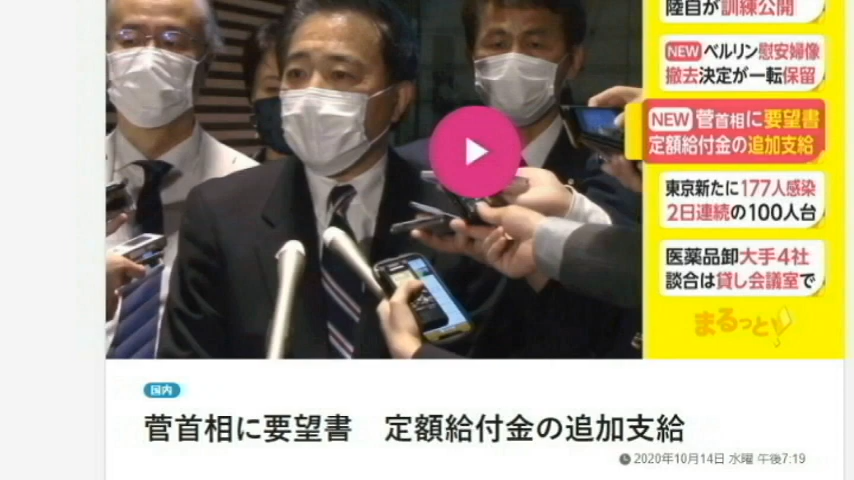 陸自が訓練公開
NEW ベルリン慰安婦像
撤去決定が一転保留
NEW 菅首相に要望書
定額給付金の追加支給
東京新たに177人感染
2日連続の100人台
医薬品卸大手4社
談合は貸し会議室で
まるっと!
国内
菅首相に要望書 定額給付金の追加支給
2020年10月14日 水曜 午後7:19